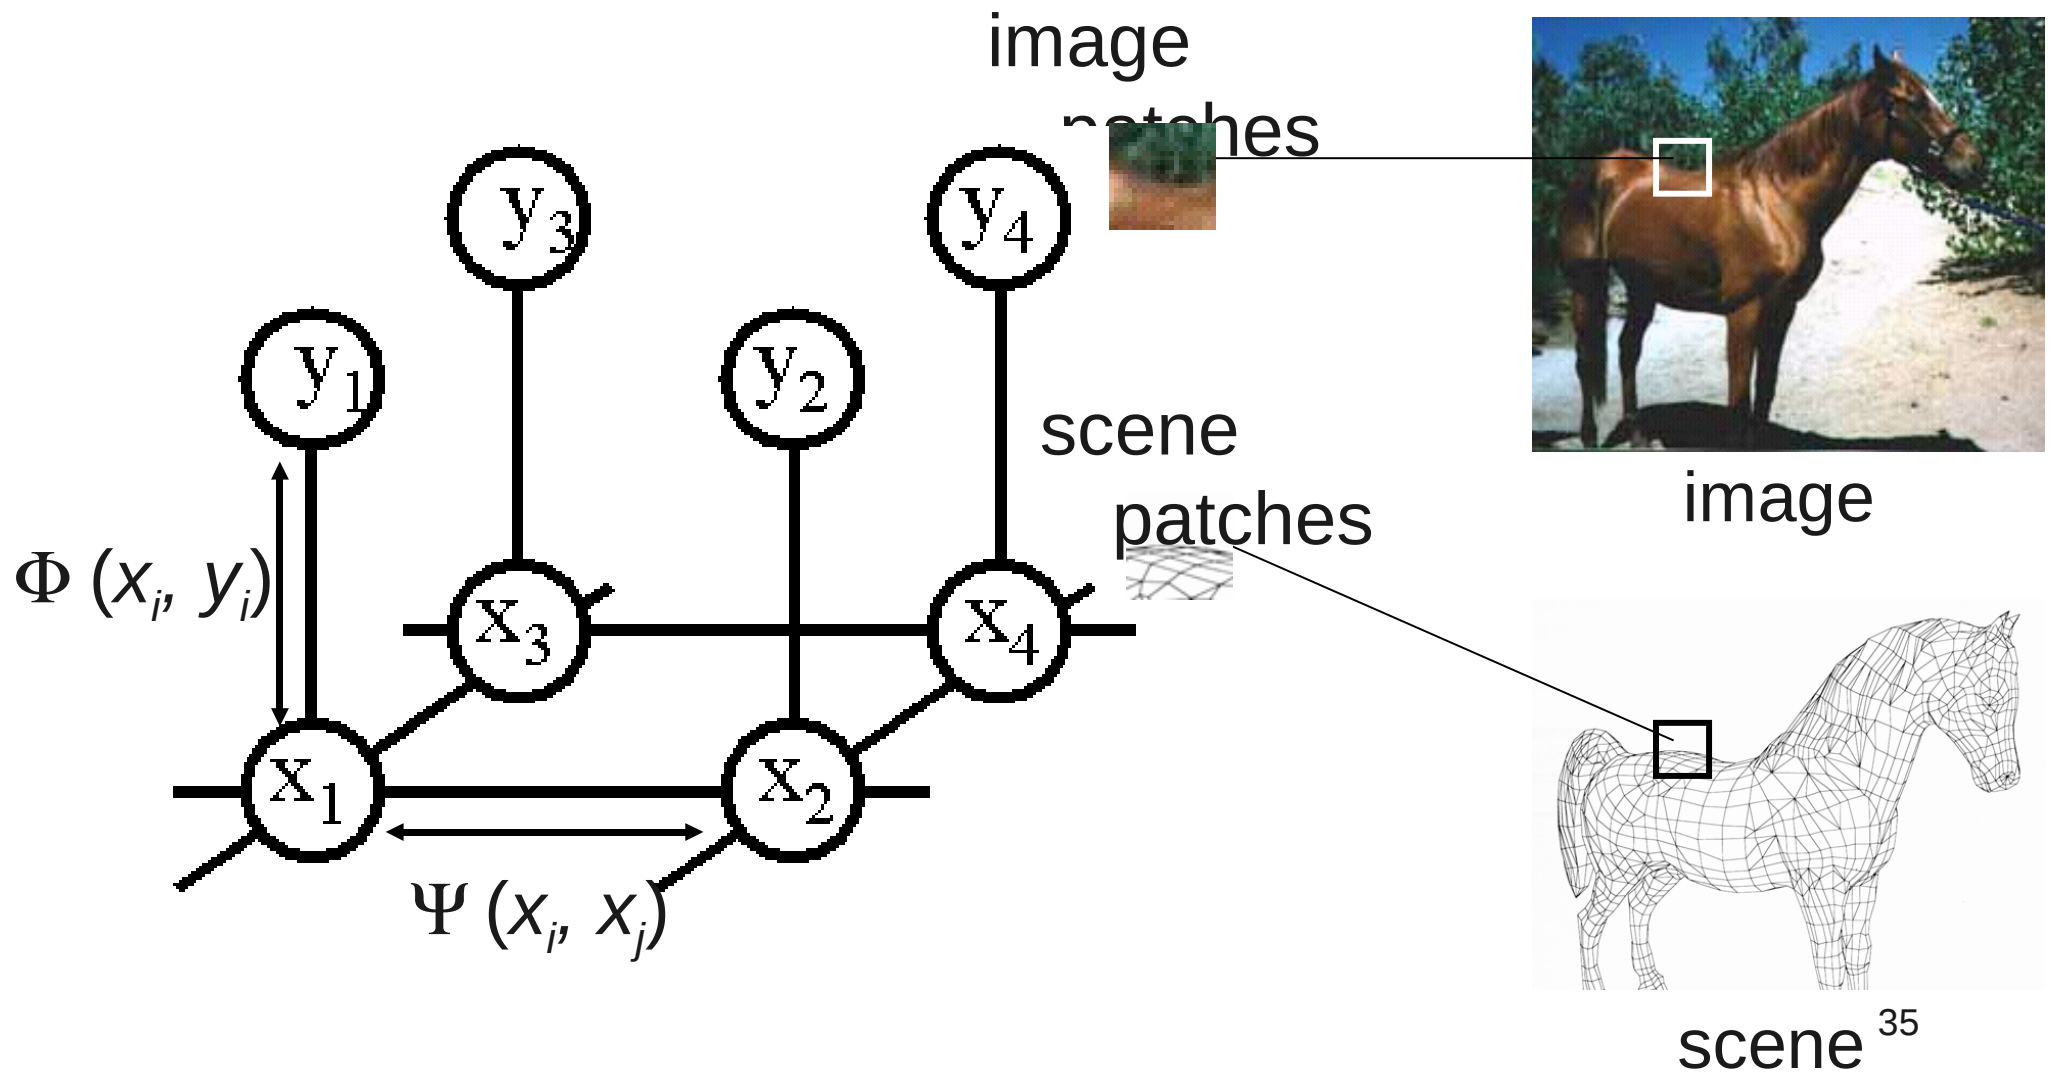 image
patches
y3
y4
y1
y2
scene
patches
image
Φ (xi, yi)
x3
x4
x1
x2
Ψ (xi, xj)
scene
35